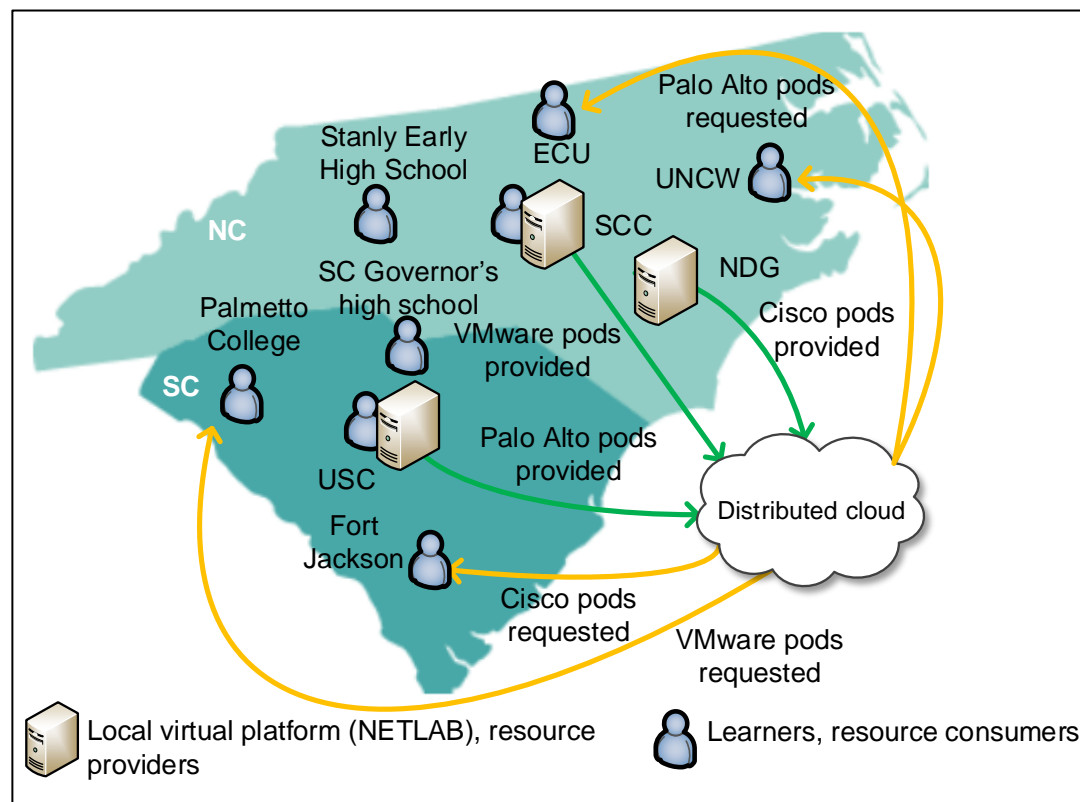 Palo Alto pods
requested
Stanly Early
High School
ECU
UNCW
NC
SCC
NDG
SC Governor's
high school
Palmetto
College
VMware pods
provided
Cisco pods
provided
SC
Palo Alto pods
provided
USC
Distributed cloud
Fort
Jackson
Cisco pods
requested
VMware pods
requested
Local virtual platform (NETLAB), resource
providers
Learners, resource consumers